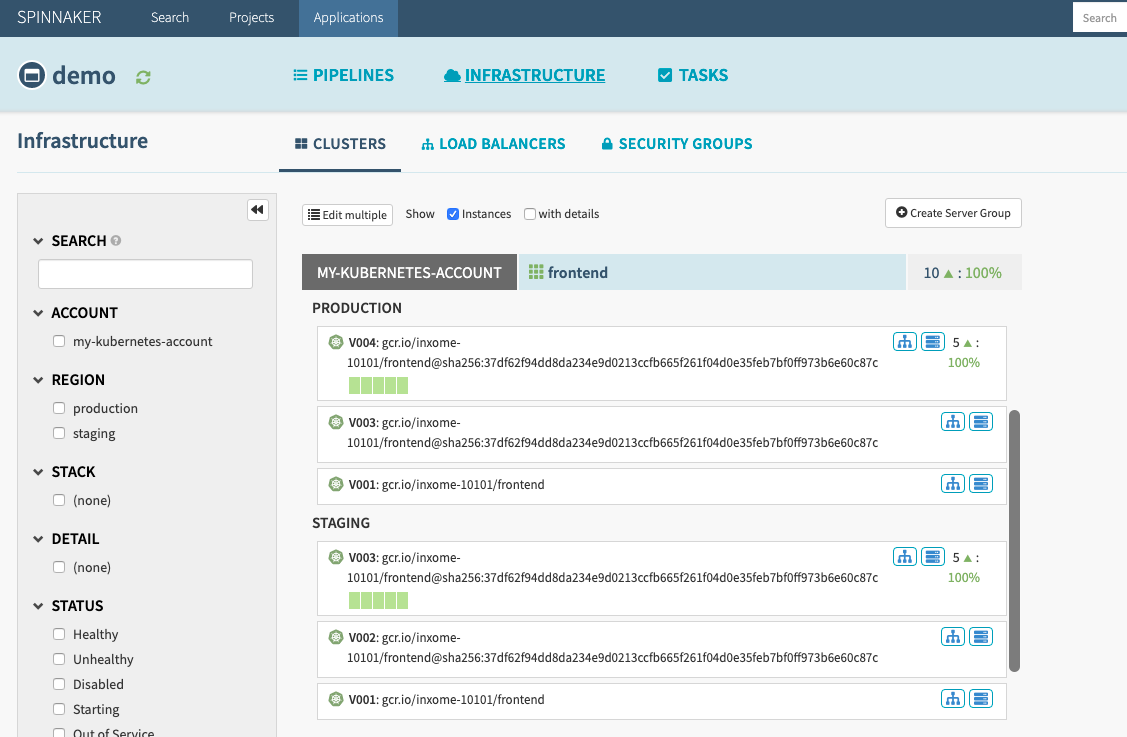 SPINNAKER Search Projects Applications Search
demo PIPELINES INFRASTRUCTURE TASKS
Infrastructure CLUSTERS LOAD BALANCERS SECURITY GROUPS
Edit multiple Show Instances with details Create Server Group
SEARCH ?
ACCOUNT
my-kubernetes-account
REGION
production
staging
STACK
(none)
DETAIL
(none)
STATUS
Healthy
Unhealthy
Disabled
Starting
Out of Service
MY-KUBERNETES-ACCOUNT frontend 10 ▲ : 100%
PRODUCTION
V004: gcr.io/inxome- 5 ▲ :
10101/frontend@sha256:37df62f94dd8da234e9d0213ccfb665f261f04d0e35feb7bf0ff973b6e60c87c 100%
V003: gcr.io/inxome-
10101/frontend@sha256:37df62f94dd8da234e9d0213ccfb665f261f04d0e35feb7bf0ff973b6e60c87c
V001: gcr.io/inxome-10101/frontend
STAGING
V003: gcr.io/inxome- 5 ▲ :
10101/frontend@sha256:37df62f94dd8da234e9d0213ccfb665f261f04d0e35feb7bf0ff973b6e60c87c 100%
V002: gcr.io/inxome-
10101/frontend@sha256:37df62f94dd8da234e9d0213ccfb665f261f04d0e35feb7bf0ff973b6e60c87c
V001: gcr.io/inxome-10101/frontend